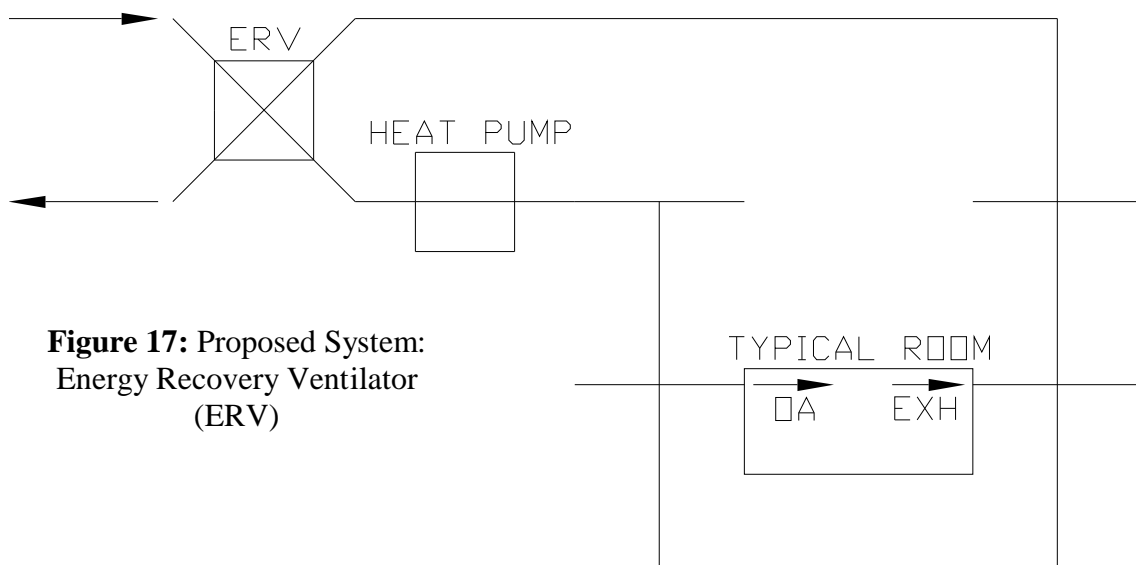 ERV
HEAT PUMP
Figure 17: Proposed System:
Energy Recovery Ventilator
(ERV)
TYPICAL ROOM
OA EXH